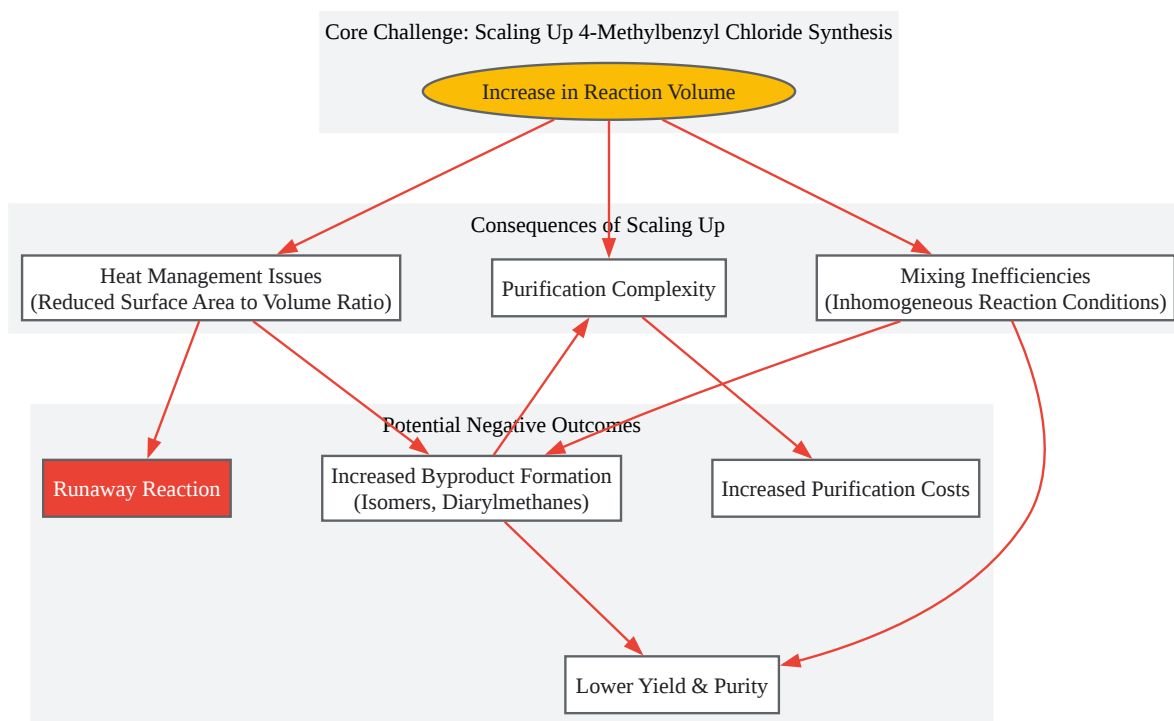 Core Challenge: Scaling Up 4-Methylbenzyl Chloride Synthesis
Increase in Reaction Volume
Consequences of Scaling Up
Heat Management Issues
(Reduced Surface Area to Volume Ratio)
Purification Complexity
Mixing Inefficiencies
(Inhomogeneous Reaction Conditions)
Potential Negative Outcomes
Runaway Reaction
Increased Byproduct Formation
(Isomers, Diarylmethanes)
Increased Purification Costs
Lower Yield & Purity